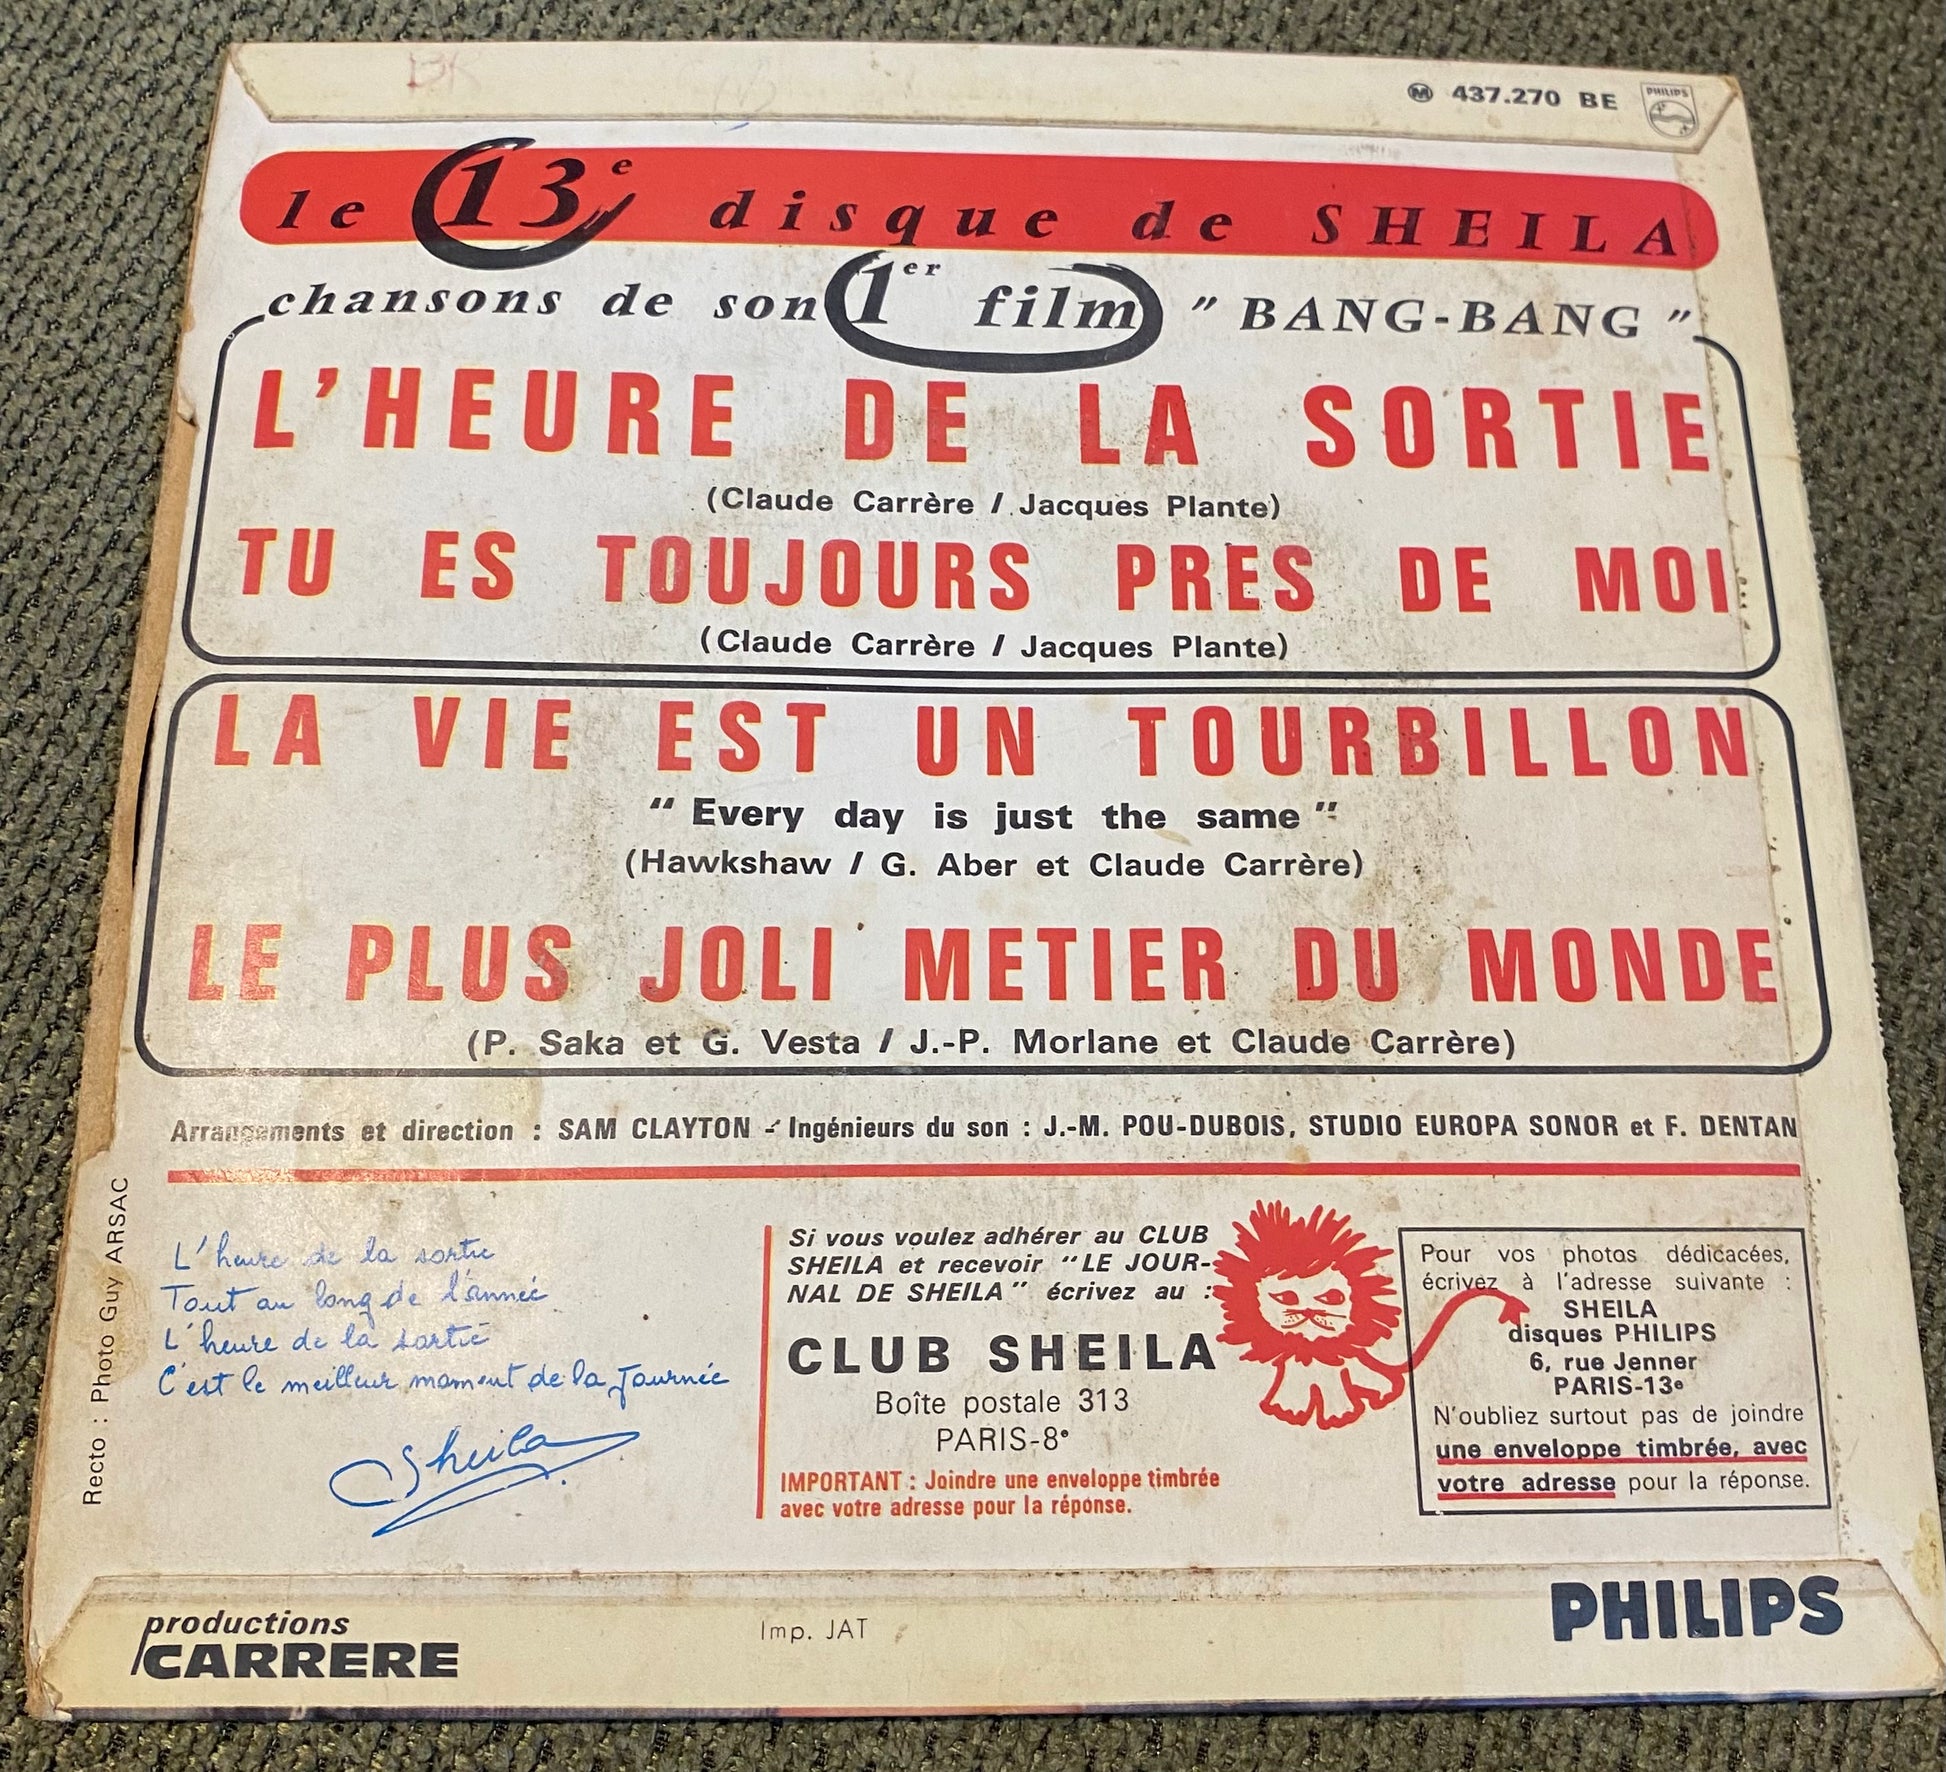 Ⓜ 437.270 BE PHILIPS
le 13e disque de SHEILA
chansons de son 1er film " BANG-BANG "
L'HEURE DE LA SORTIE
(Claude Carrère / Jacques Plante)
TU ES TOUJOURS PRES DE MOI
(Claude Carrère / Jacques Plante)
LA VIE EST UN TOURBILLON
" Every day is just the same "
(Hawkshaw / G. Aber et Claude Carrère)
LE PLUS JOLI METIER DU MONDE
(P. Saka et G. Vesta / J.-P. Morlane et Claude Carrère)
Arrangements et direction : SAM CLAYTON - Ingénieurs du son : J.-M. POU-DUBOIS, STUDIO EUROPA SONOR et F. DENTAN
Recto : Photo Guy ARSAC
L'heure de la sortie
Tout au long de l'année
L'heure de la sortie
C'est le meilleur moment de la journée
Sheila
Si vous voulez adhérer au CLUB
SHEILA et recevoir "LE JOUR-
NAL DE SHEILA" écrivez au :
CLUB SHEILA
Boîte postale 313
PARIS-8e
IMPORTANT : Joindre une enveloppe timbrée
avec votre adresse pour la réponse.
Pour vos photos dédicacées,
écrivez à l'adresse suivante :
SHEILA
disques PHILIPS
6, rue Jenner
PARIS-13e
N'oubliez surtout pas de joindre
une enveloppe timbrée, avec
votre adresse pour la réponse.
productions
CARRERE
Imp. JAT
PHILIPS